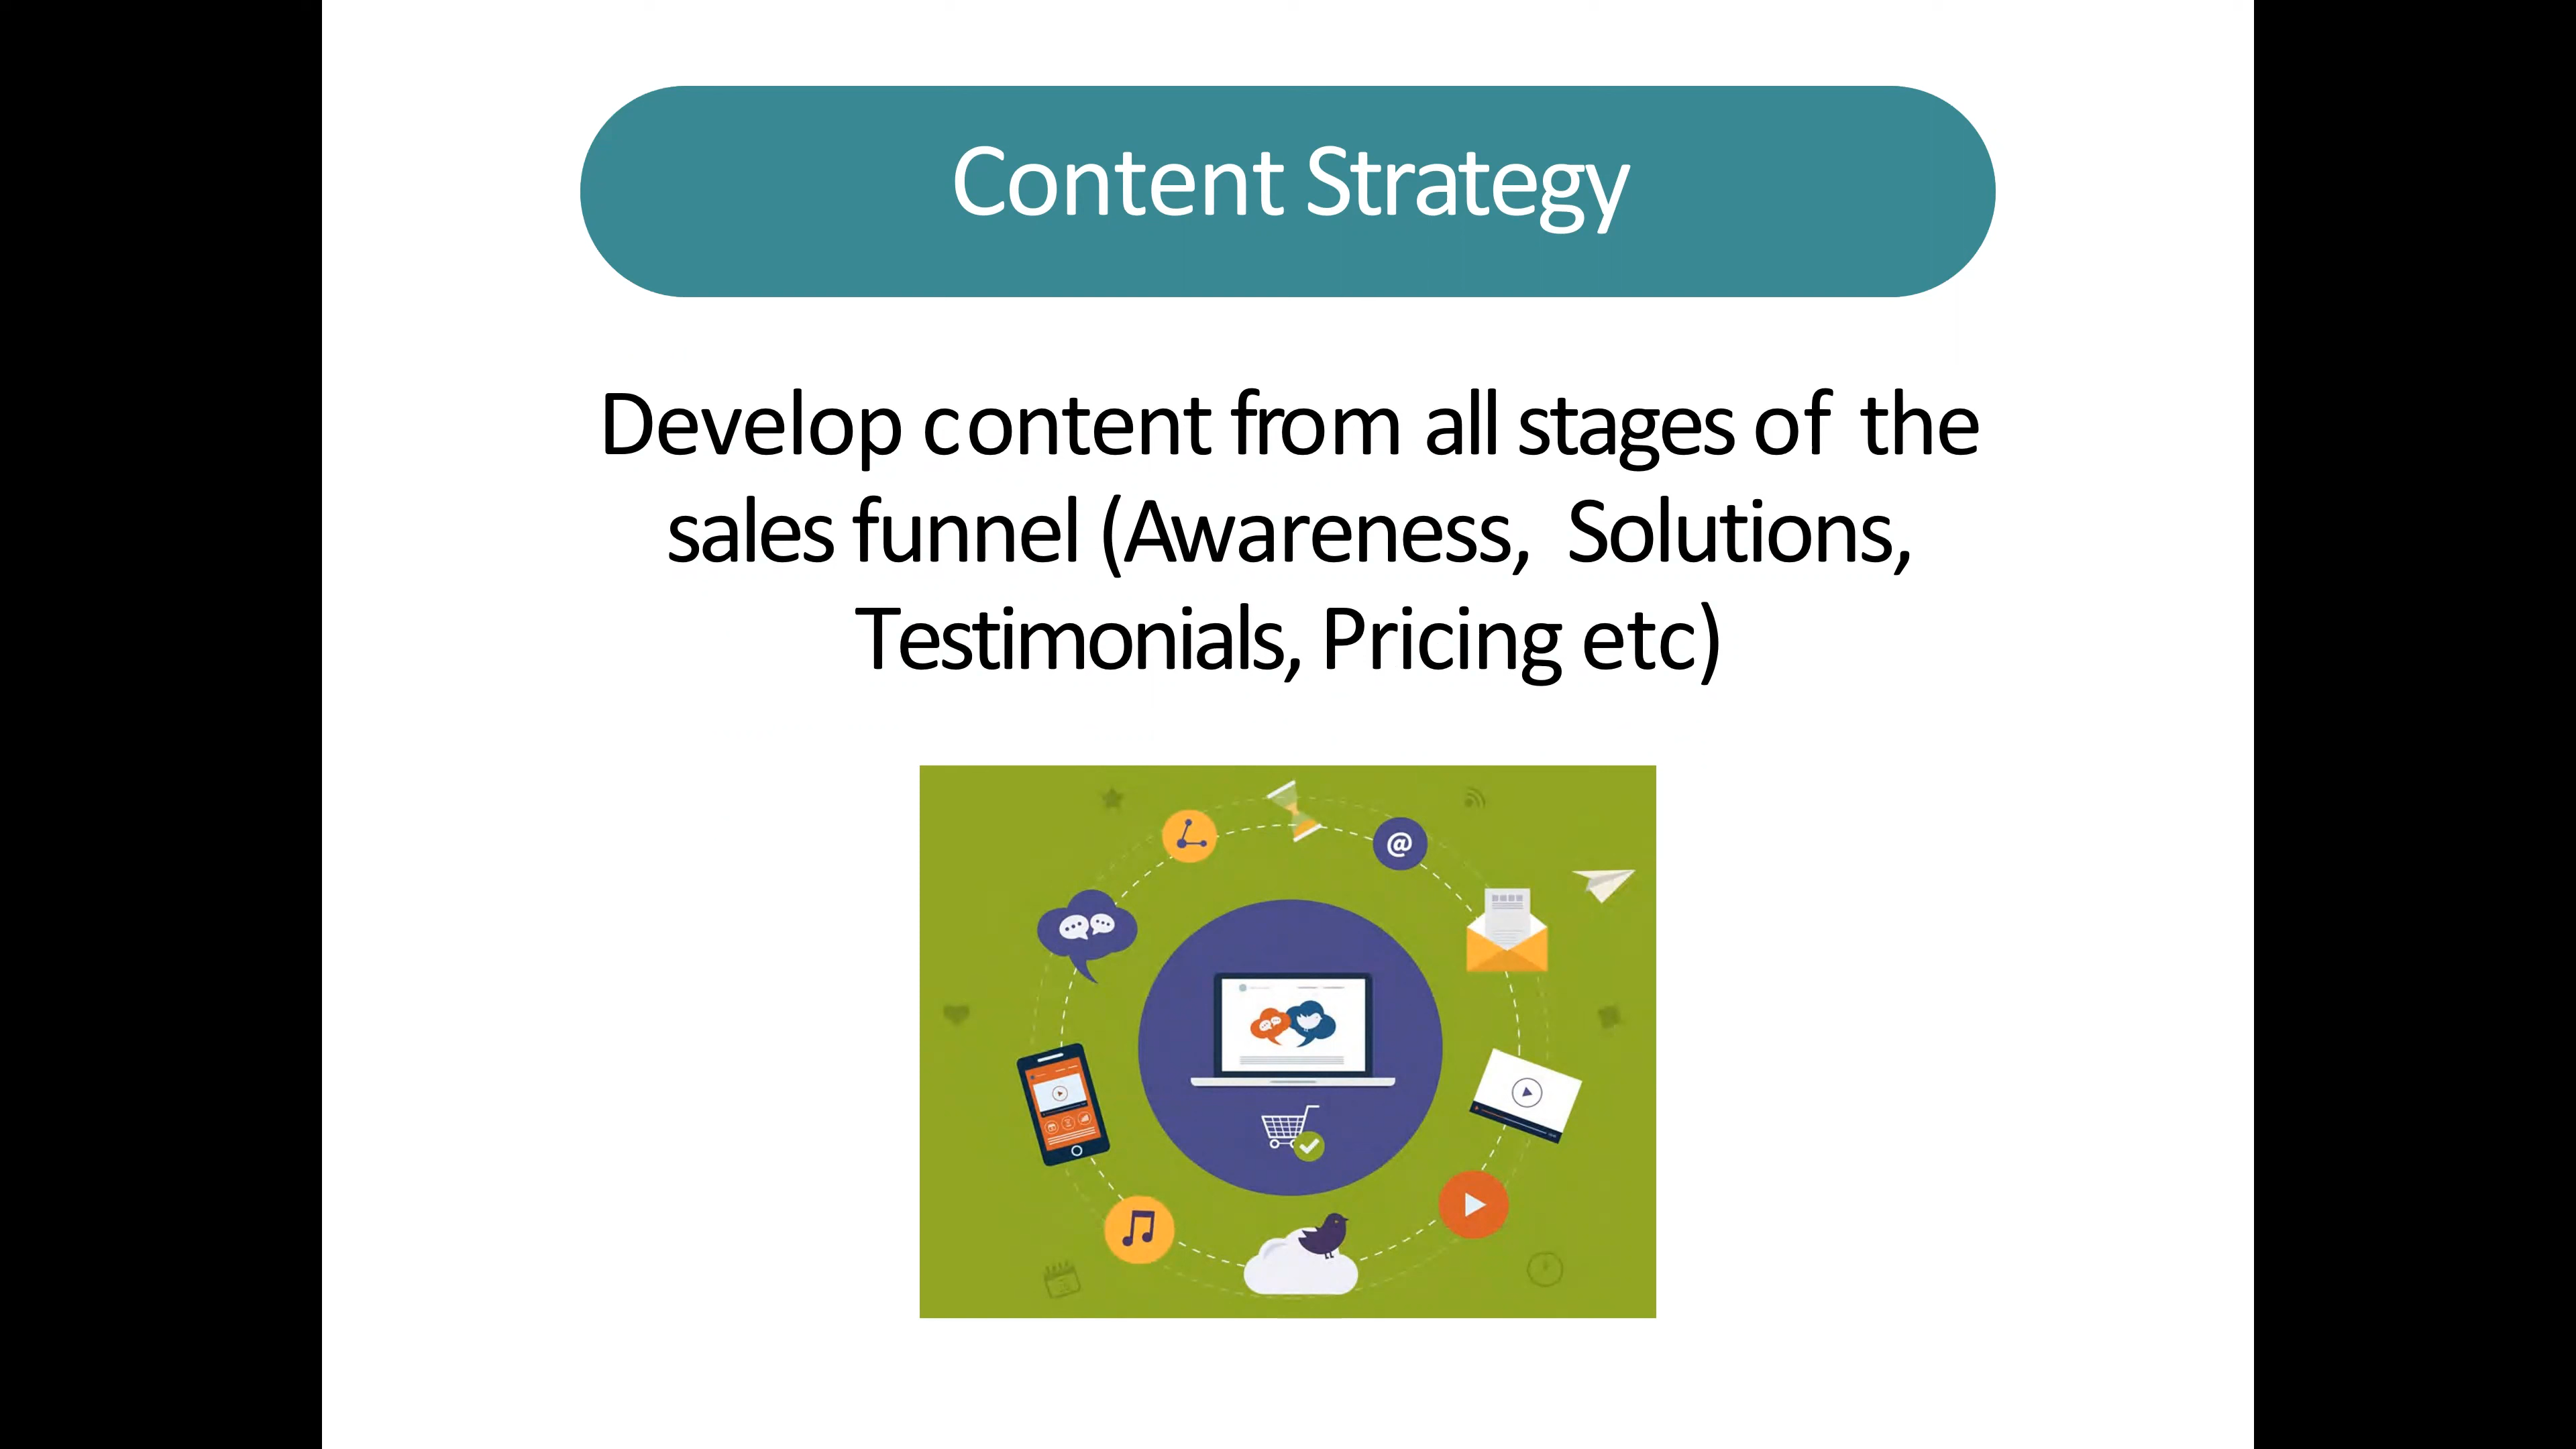 Content Strategy
Develop content from all stages of the
sales funnel (Awareness, Solutions,
Testimonials, Pricing etc)
@